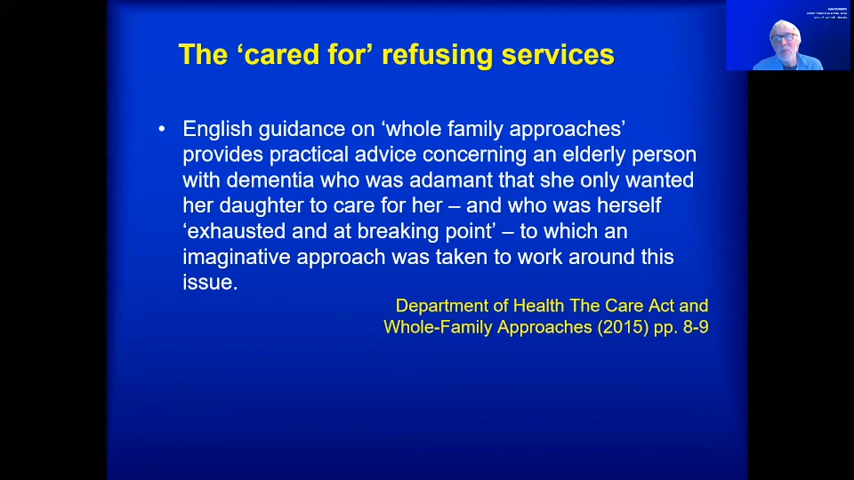 The ‘cared for’ refusing services
• English guidance on ‘whole family approaches’
provides practical advice concerning an elderly person
with dementia who was adamant that she only wanted
her daughter to care for her – and who was herself
‘exhausted and at breaking point’ – to which an
imaginative approach was taken to work around this
issue.
Department of Health The Care Act and
Whole-Family Approaches (2015) pp. 8-9